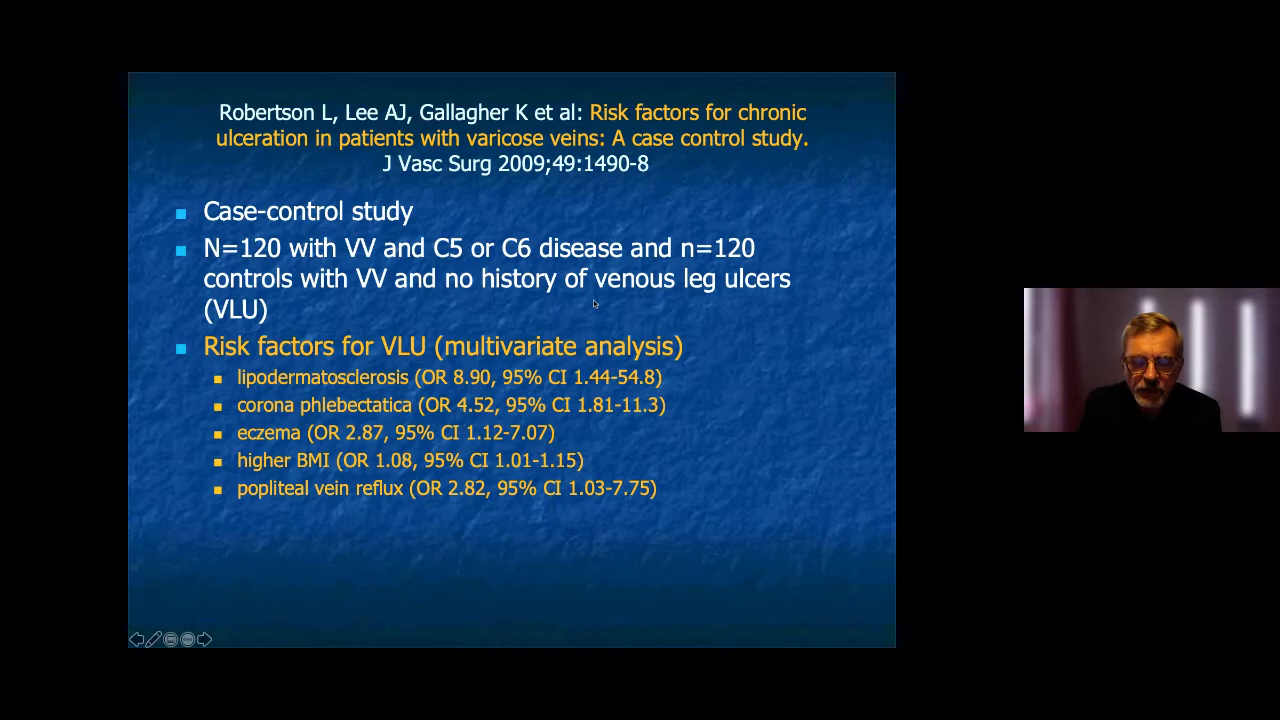 Robertson L, Lee AJ, Gallagher K et al: Risk factors for chronic
ulceration in patients with varicose veins: A case control study.
J Vasc Surg 2009;49:1490-8
Case-control study
N=120 with VV and C5 or C6 disease and n=120
controls with VV and no history of venous leg ulcers
(VLU)
Risk factors for VLU (multivariate analysis)
lipodermatosclerosis (OR 8.90, 95% CI 1.44-54.8)
corona phlebectatica (OR 4.52, 95% CI 1.81-11.3)
eczema (OR 2.87, 95% CI 1.12-7.07)
higher BMI (OR 1.08, 95% CI 1.01-1.15)
popliteal vein reflux (OR 2.82, 95% CI 1.03-7.75)